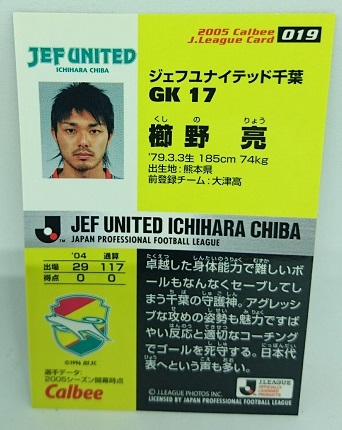 2005 Calbee
J.League Card
019
JEF UNITED
ICHIHARA CHIBA
ジェフユナイテッド千葉
GK 17
くし の りょう
櫛野 亮
'79.3.3生 185cm 74kg
出生地:熊本県
前登録チーム:大津高
JEF UNITED ICHIHARA CHIBA
JAPAN PROFESSIONAL FOOTBALL LEAGUE
'04 通算
出場 29 117
得点 0 0
©1996 JEF.JFC
選手データ:
2005シーズン開幕時点
Calbee
卓越した身体能力で難しいボ
ールもなんなくセーブしてしま
う千葉の守護神。アグレッシ
ブな攻めの姿勢も魅力ですば
やい反応と適切なコーチング
でゴールを死守する。日本代
表へという声も多い。
J.LEAGUE
OFFICIALLY
LICENSED
PRODUCT
©J.LEAGUE PHOTOS INC.
LICENSED BY JAPAN PROFESSIONAL FOOTBALL LEAGUE